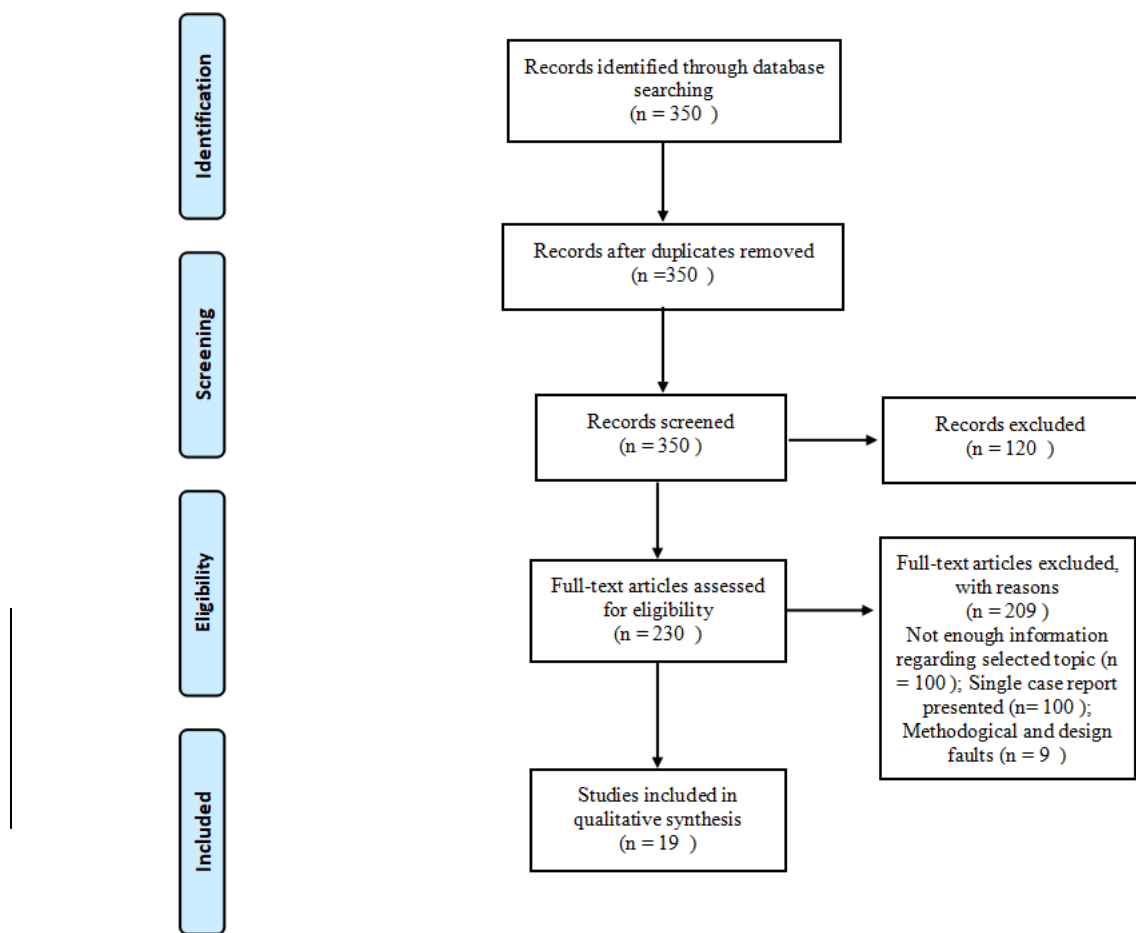 Identification
Records identified through database
searching
(n = 350 )
Records after duplicates removed
(n =350 )
Screening
Records screened
(n = 350 )
Records excluded
(n = 120 )
Eligibility
Full-text articles assessed
for eligibility
(n = 230 )
Full-text articles excluded,
with reasons
(n = 209 )
Not enough information
regarding selected topic (n
= 100 ); Single case report
presented (n= 100 );
Methodogical and design
faults (n = 9 )
Included
Studies included in
qualitative synthesis
(n = 19 )